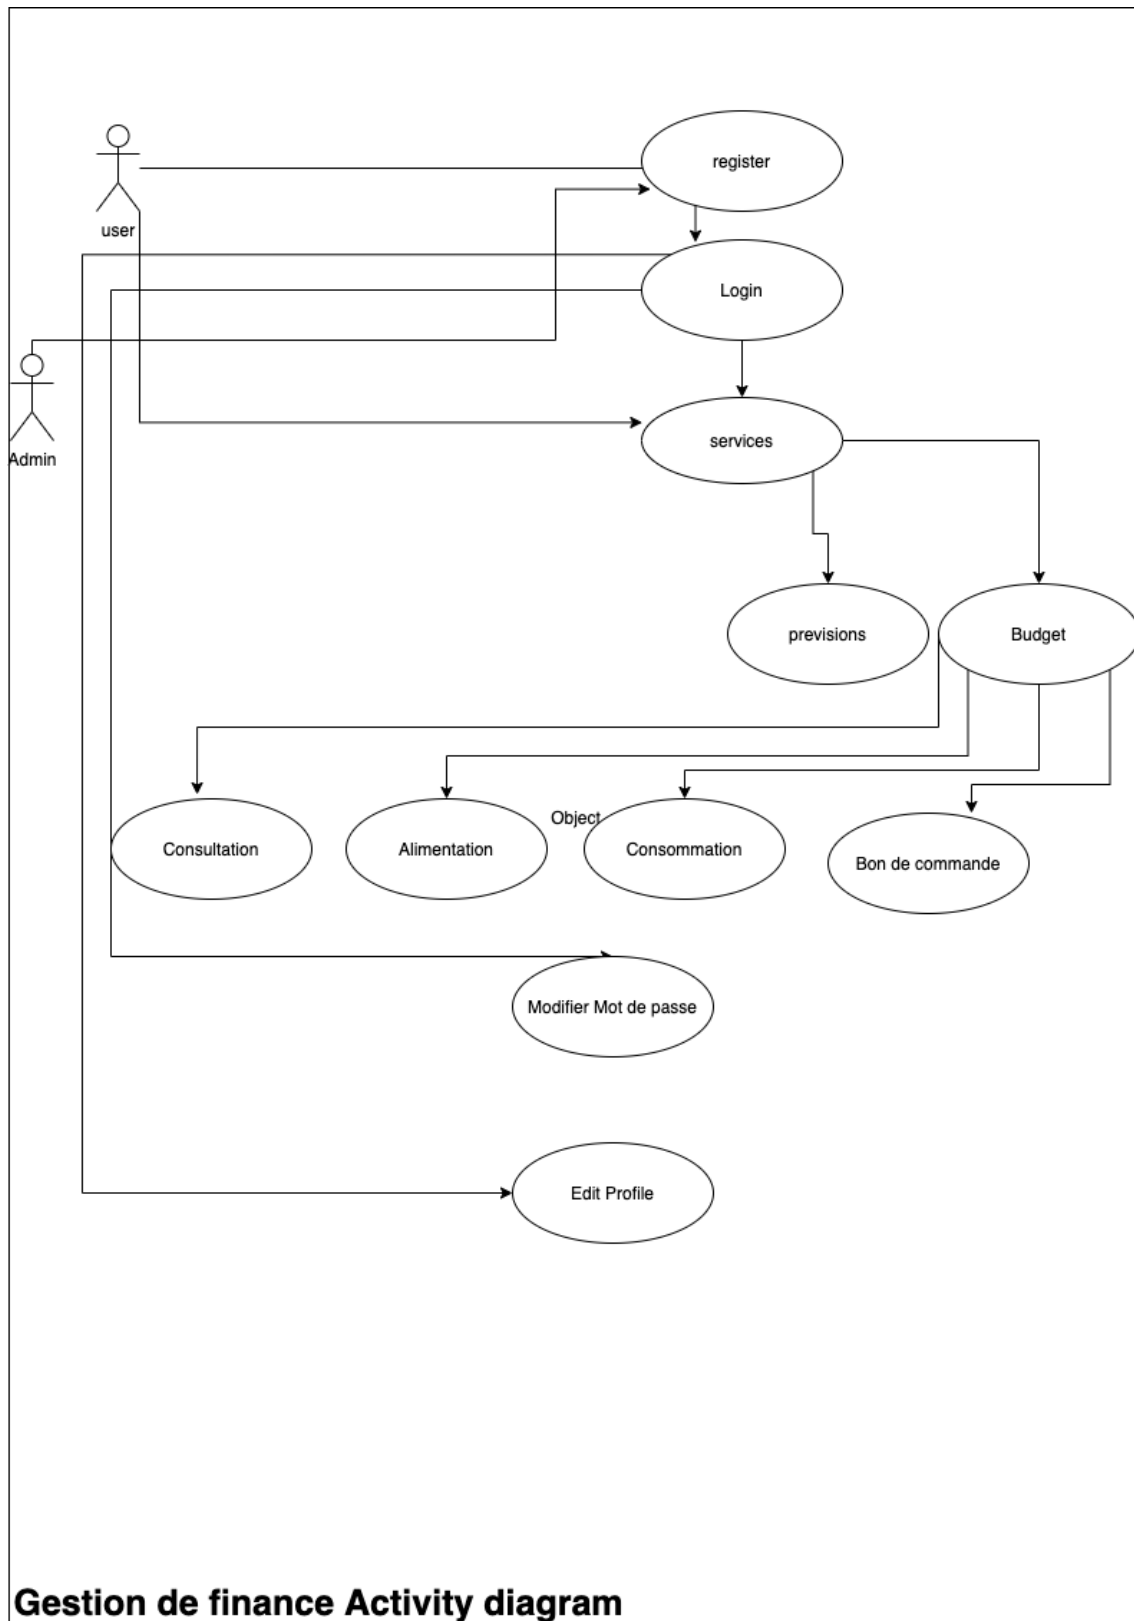 register
user
Login
Admin
services
previsions
Budget
Object
Consultation
Alimentation
Consommation
Bon de commande
Modifier Mot de passe
Edit Profile
Gestion de finance Activity diagram